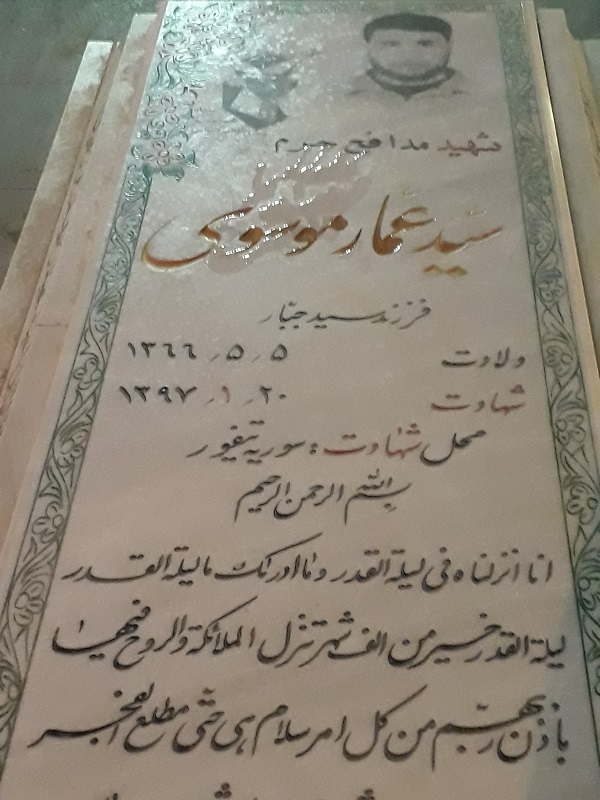 شهید مدافع حرم
سید عمار موسوی
فرزند سید جبار
ولادت ۵ / ۵ / ۱۳۶۶
شهادت ۲۰ / ۱ / ۱۳۹۷
محل شهادت : سوریه تیفور
بسم الله الرحمن الرحیم
انا انزلناه فی لیلة القدر و ما ادرئک ما لیلة القدر
لیلة القدر خیر من الف شهر تنزل الملائکة والروح فیها
باذن ربهم من کل امر سلام هی حتی مطلع الفجر